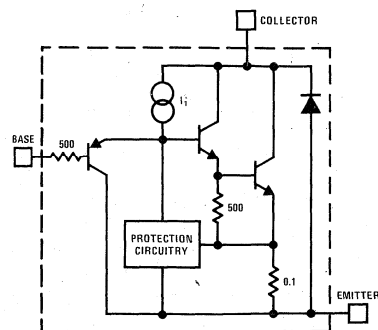 COLLECTOR
I₁
BASE
500
500
PROTECTION
CIRCUITRY
0.1
EMITTER